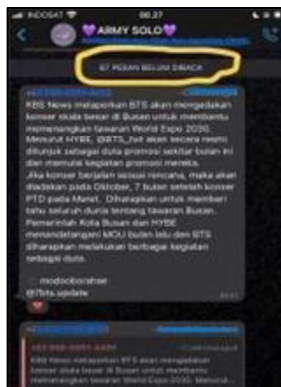 INDOSAT
00.27
💜ARMY SOLO💜
67 PESAN BELUM DIBACA
KBS News melaporkan BTS akan mengadakan
konser skala besar di Busan untuk membantu
memenangkan tawaran World Expo 2030.
Menurut HYBE, @BTS_twt akan secara resmi
ditunjuk sebagai duta promosi sekitar bulan ini
dan memulai kegiatan promosi mereka.
Jika konser berjalan sesuai rencana, maka akan
diadakan pada Oktober, 7 bulan setelah konser
PTD pada Maret. Diharapkan untuk memberi
tahu seluruh dunia tentang tawaran Busan.
Pemerintah Kota Busan dan HYBE
menandatangani MOU bulan lalu dan BTS
diharapkan melakukan berbagai kegiatan
sebagai duta.
modooborahae
@7bts.update
KBS News melaporkan BTS akan mengadakan
konser skala besar di Busan untuk membantu
memenangkan tawaran World Expo 2030. Menurut